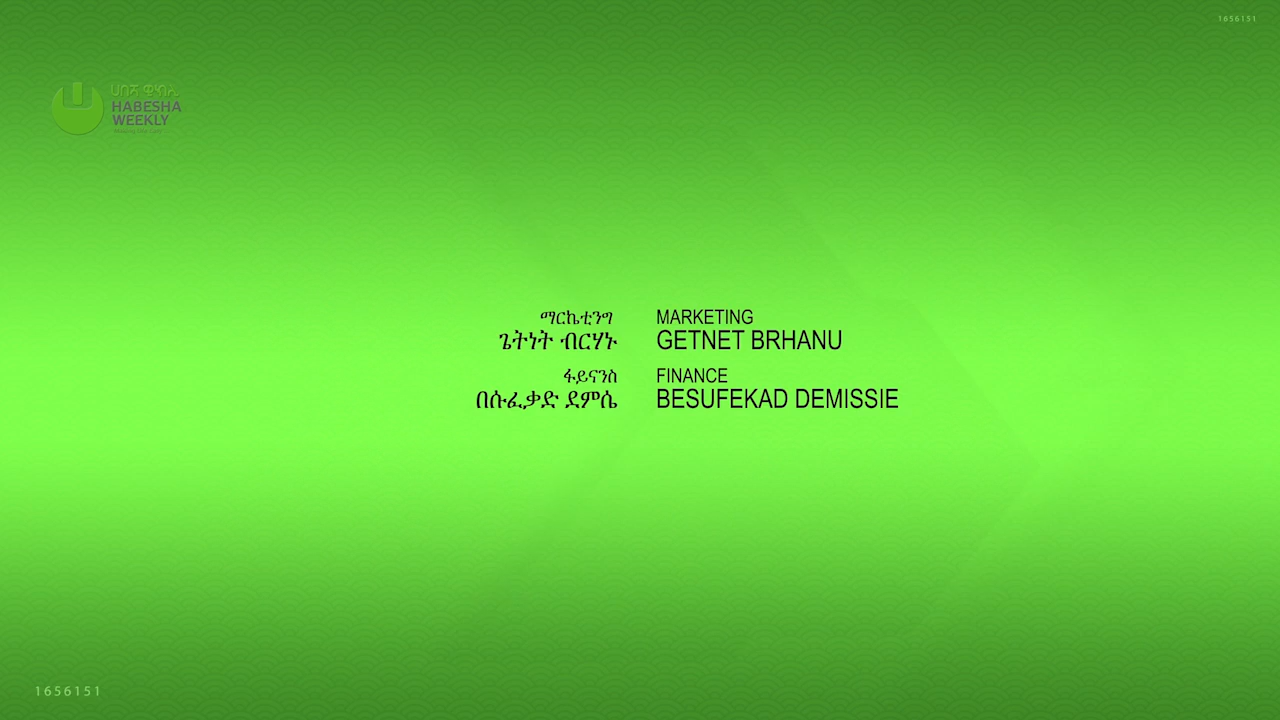 1656151
ሀበሻ ዊክሊ
HABESHA
WEEKLY
ማርኬቲንግ MARKETING
ጌትነት ብርሃኑ GETNET BRHANU
ፋይናንስ FINANCE
በሱፈቃድ ደምሴ BESUFEKAD DEMISSIE
1656151